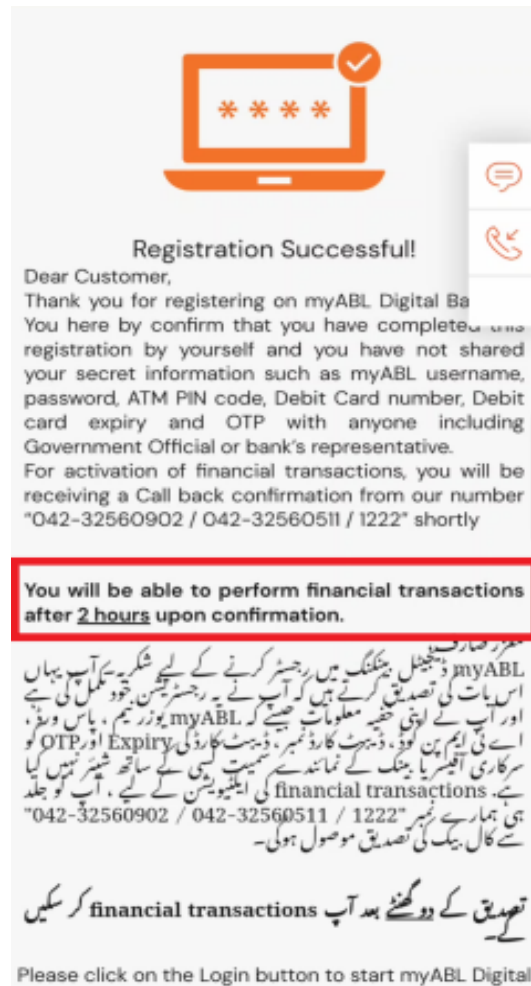 ****
Registration Successful!
Dear Customer,
Thank you for registering on myABL Digital
You here by confirm that you have completed this
registration by yourself and you have not shared
your secret information such as myABL username,
password, ATM PIN code, Debit Card number, Debit
card expiry and OTP with anyone including
Government Official or bank's representative.
For activation of financial transactions, you will be
receiving a Call back confirmation from our number
"042-32560902 / 042-32560511 / 1222" shortly
You will be able to perform financial transactions
after 2 hours upon confirmation.
معزز صارف
myABL ڈیجیٹل بینکنگ میں رجسٹر کرنے کے لیے شکریہ آپ یہاں
اس بات کی تصدیق کرتے ہیں کہ آپ نے یہ رجسٹریشن خود مکمل کی ہے
اور آپ نے اپنی خفیہ معلومات جیسے کہ myABL یوزر نیم ، پاس ورڈ ،
اے ٹی ایم پن کوڈ ، ڈیبٹ کارڈ نمبر ، ڈیبٹ کارڈ کی Expiry اور OTP کو
سرکاری آفیسر یا بینک کے نمائندے سمیت کسی کے ساتھ شیئر نہیں کیا
ہے. financial transactions کی ایکٹیویشن کے لیے ، آپ کو جلد
ہی ہمارے نمبر "042-32560902 / 042-32560511 / 1222"
سے کال بیک کی تصدیق موصول ہوگی۔
تصدیق کے دو گھنٹے بعد آپ financial transactions کر سکیں
گے۔
Please click on the Login button to start myABL Digital